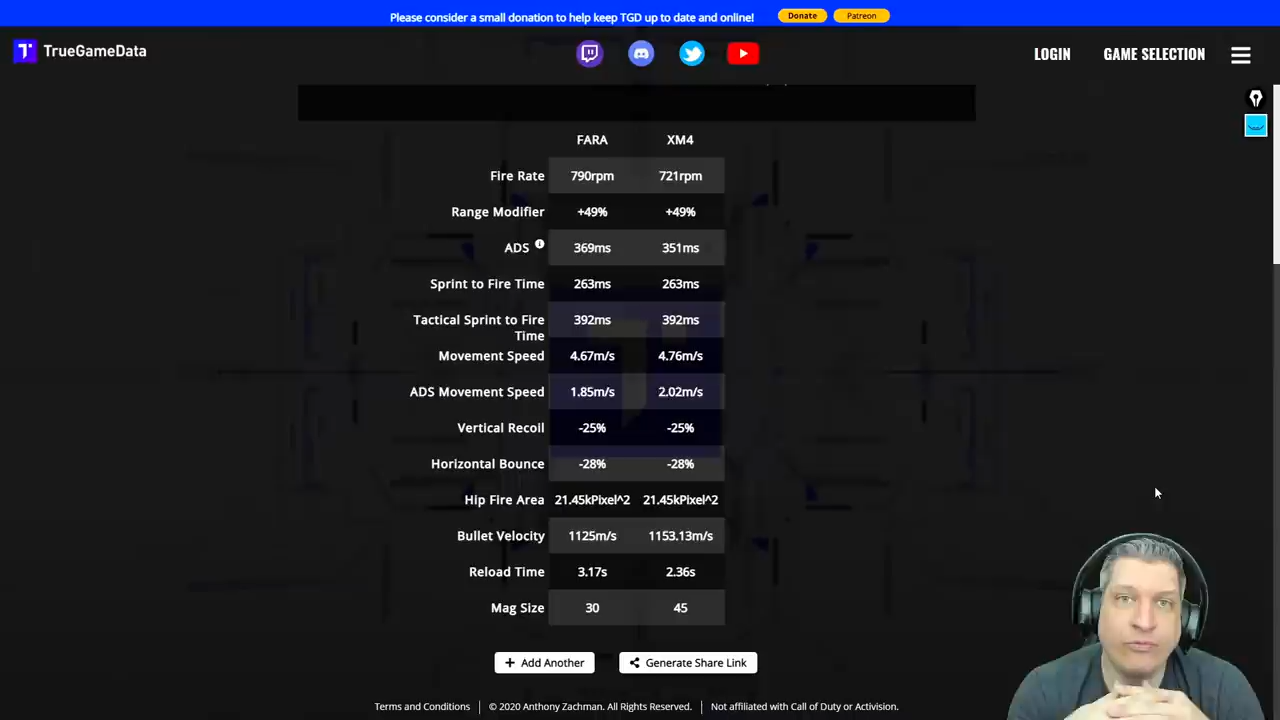 Please consider a small donation to help keep TGD up to date and online! Donate Patreon
TrueGameData LOGIN GAME SELECTION
FARA XM4
Fire Rate 790rpm 721rpm
Range Modifier +49% +49%
ADS 369ms 351ms
Sprint to Fire Time 263ms 263ms
Tactical Sprint to Fire 392ms 392ms
Time
Movement Speed 4.67m/s 4.76m/s
ADS Movement Speed 1.85m/s 2.02m/s
Vertical Recoil -25% -25%
Horizontal Bounce -28% -28%
Hip Fire Area 21.45kPixel^2 21.45kPixel^2
Bullet Velocity 1125m/s 1153.13m/s
Reload Time 3.17s 2.36s
Mag Size 30 45
+ Add Another Generate Share Link
Terms and Conditions | © 2020 Anthony Zachman. All Rights Reserved. | Not affiliated with Call of Duty or Activision.